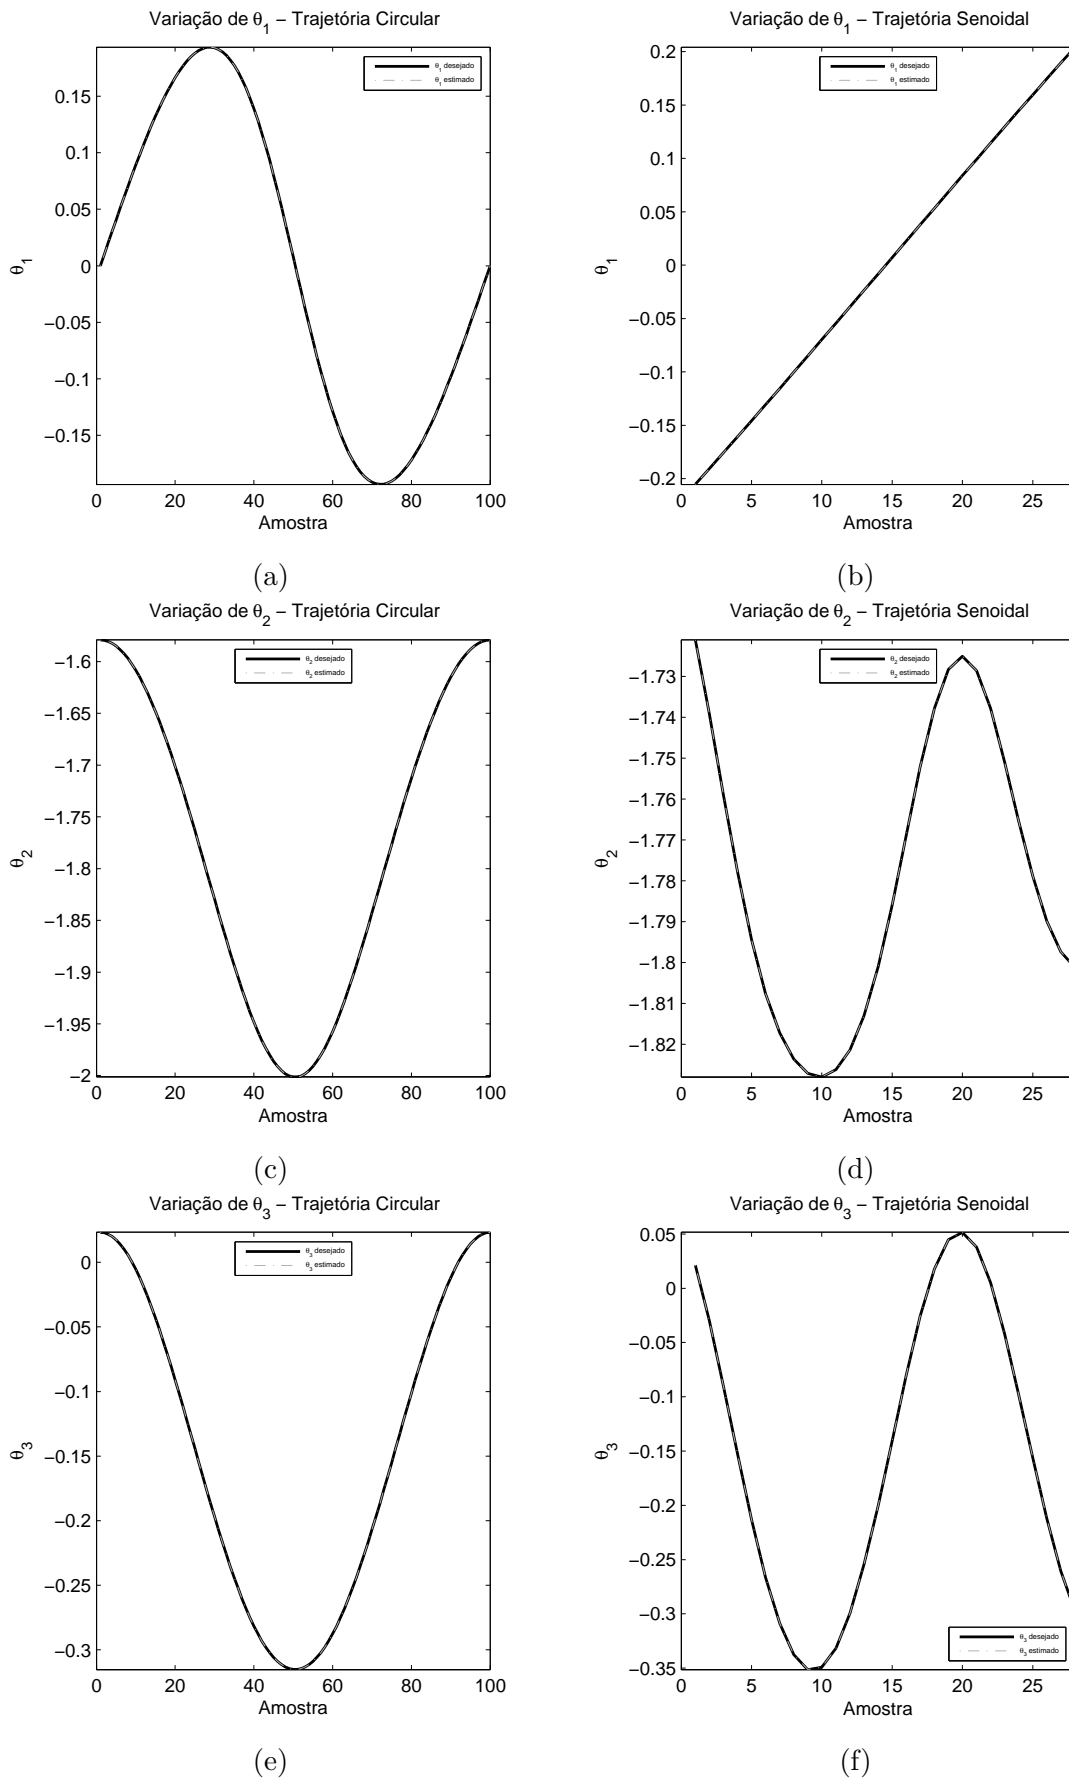 Variação de θ1 − Trajetória Circular
θ1 desejado
θ1 estimado
0.15
0.1
0.05
0
−0.05
−0.1
−0.15
θ1
0 20 40 60 80 100
Amostra
(a)
Variação de θ1 − Trajetória Senoidal
θ1 desejado
θ1 estimado
0.2
0.15
0.1
0.05
0
−0.05
−0.1
−0.15
−0.2
θ1
0 5 10 15 20 25
Amostra
(b)
Variação de θ2 − Trajetória Circular
θ2 desejado
θ2 estimado
−1.6
−1.65
−1.7
−1.75
−1.8
−1.85
−1.9
−1.95
−2
θ2
0 20 40 60 80 100
Amostra
(c)
Variação de θ2 − Trajetória Senoidal
θ2 desejado
θ2 estimado
−1.73
−1.74
−1.75
−1.76
−1.77
−1.78
−1.79
−1.8
−1.81
−1.82
θ2
0 5 10 15 20 25
Amostra
(d)
Variação de θ3 − Trajetória Circular
θ3 desejado
θ3 estimado
0
−0.05
−0.1
−0.15
−0.2
−0.25
−0.3
θ3
0 20 40 60 80 100
Amostra
(e)
Variação de θ3 − Trajetória Senoidal
0.05
0
−0.05
−0.1
−0.15
−0.2
−0.25
−0.3
−0.35
θ3
θ3 desejado
θ3 estimado
0 5 10 15 20 25
Amostra
(f)